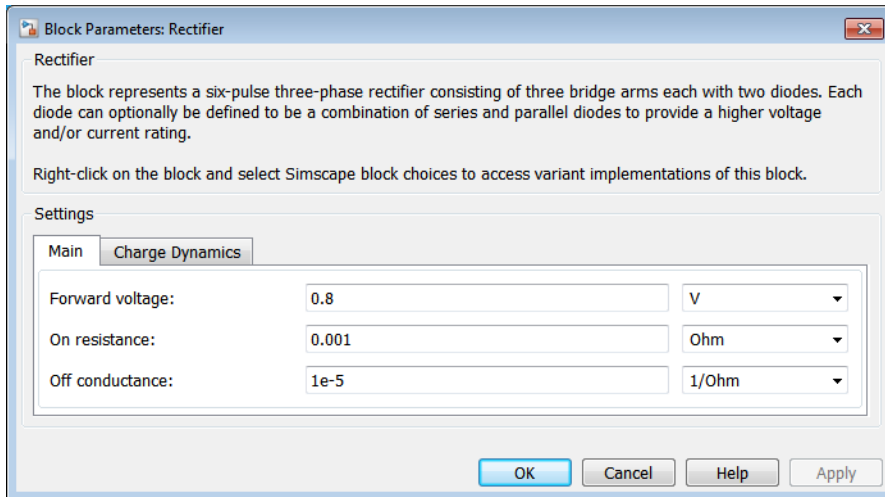 Block Parameters: Rectifier
Rectifier
The block represents a six-pulse three-phase rectifier consisting of three bridge arms each with two diodes. Each
diode can optionally be defined to be a combination of series and parallel diodes to provide a higher voltage
and/or current rating.
Right-click on the block and select Simscape block choices to access variant implementations of this block.
Settings
Main Charge Dynamics
Forward voltage: 0.8 V
On resistance: 0.001 Ohm
Off conductance: 1e-5 1/Ohm
OK Cancel Help Apply